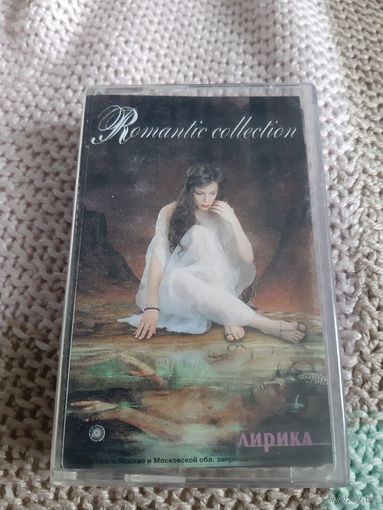 Romantic collection
ЛИРИКА
в Москве и Московской обл. запрещена